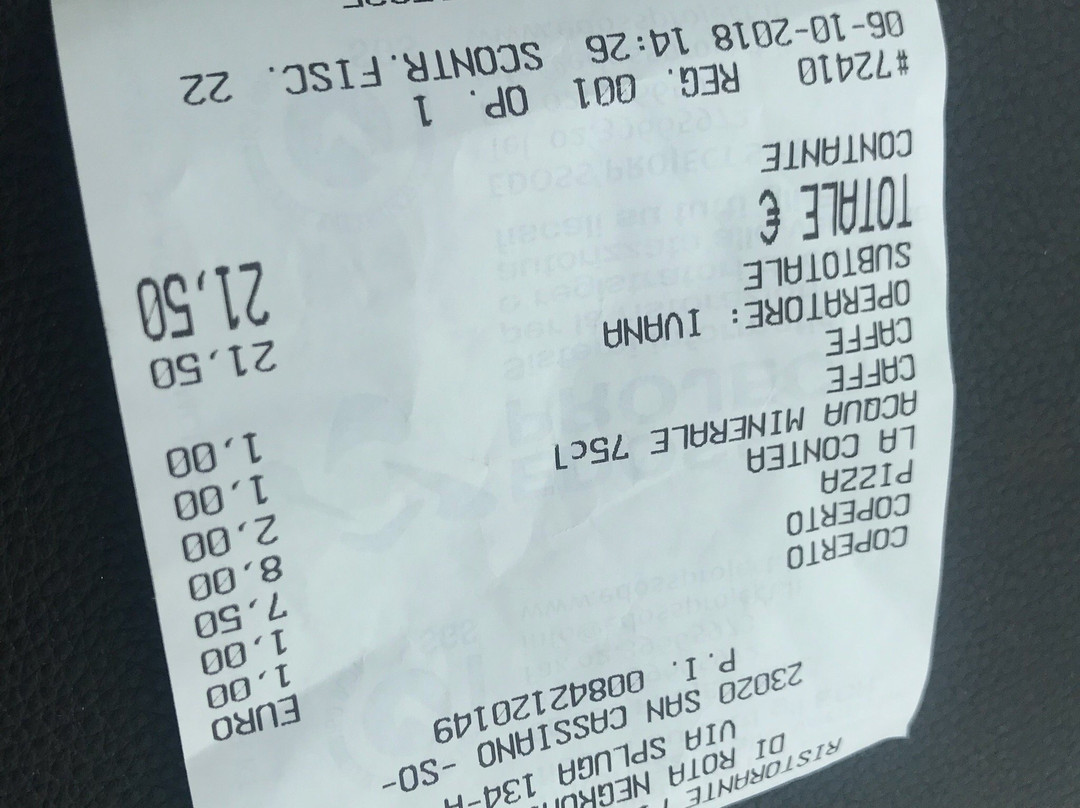 RISTORANTE
DI ROTA NEGRO
VIA SPLUGA 134-A
23020 SAN CASSIANO -SO-
P.I. 00842120149
EURO
COPERTO 1,00
COPERTO 1,00
PIZZA 7,50
LA CONTEA 8,00
ACQUA MINERALE 75cl 2,00
CAFFE 1,00
CAFFE 1,00
OPERATORE: IVANA
SUBTOTALE 21,50
TOTALE € 21,50
CONTANTE
#72410 REG. 001 OP. 1
06-10-2018 14:26 SCONTR.FISC. 22